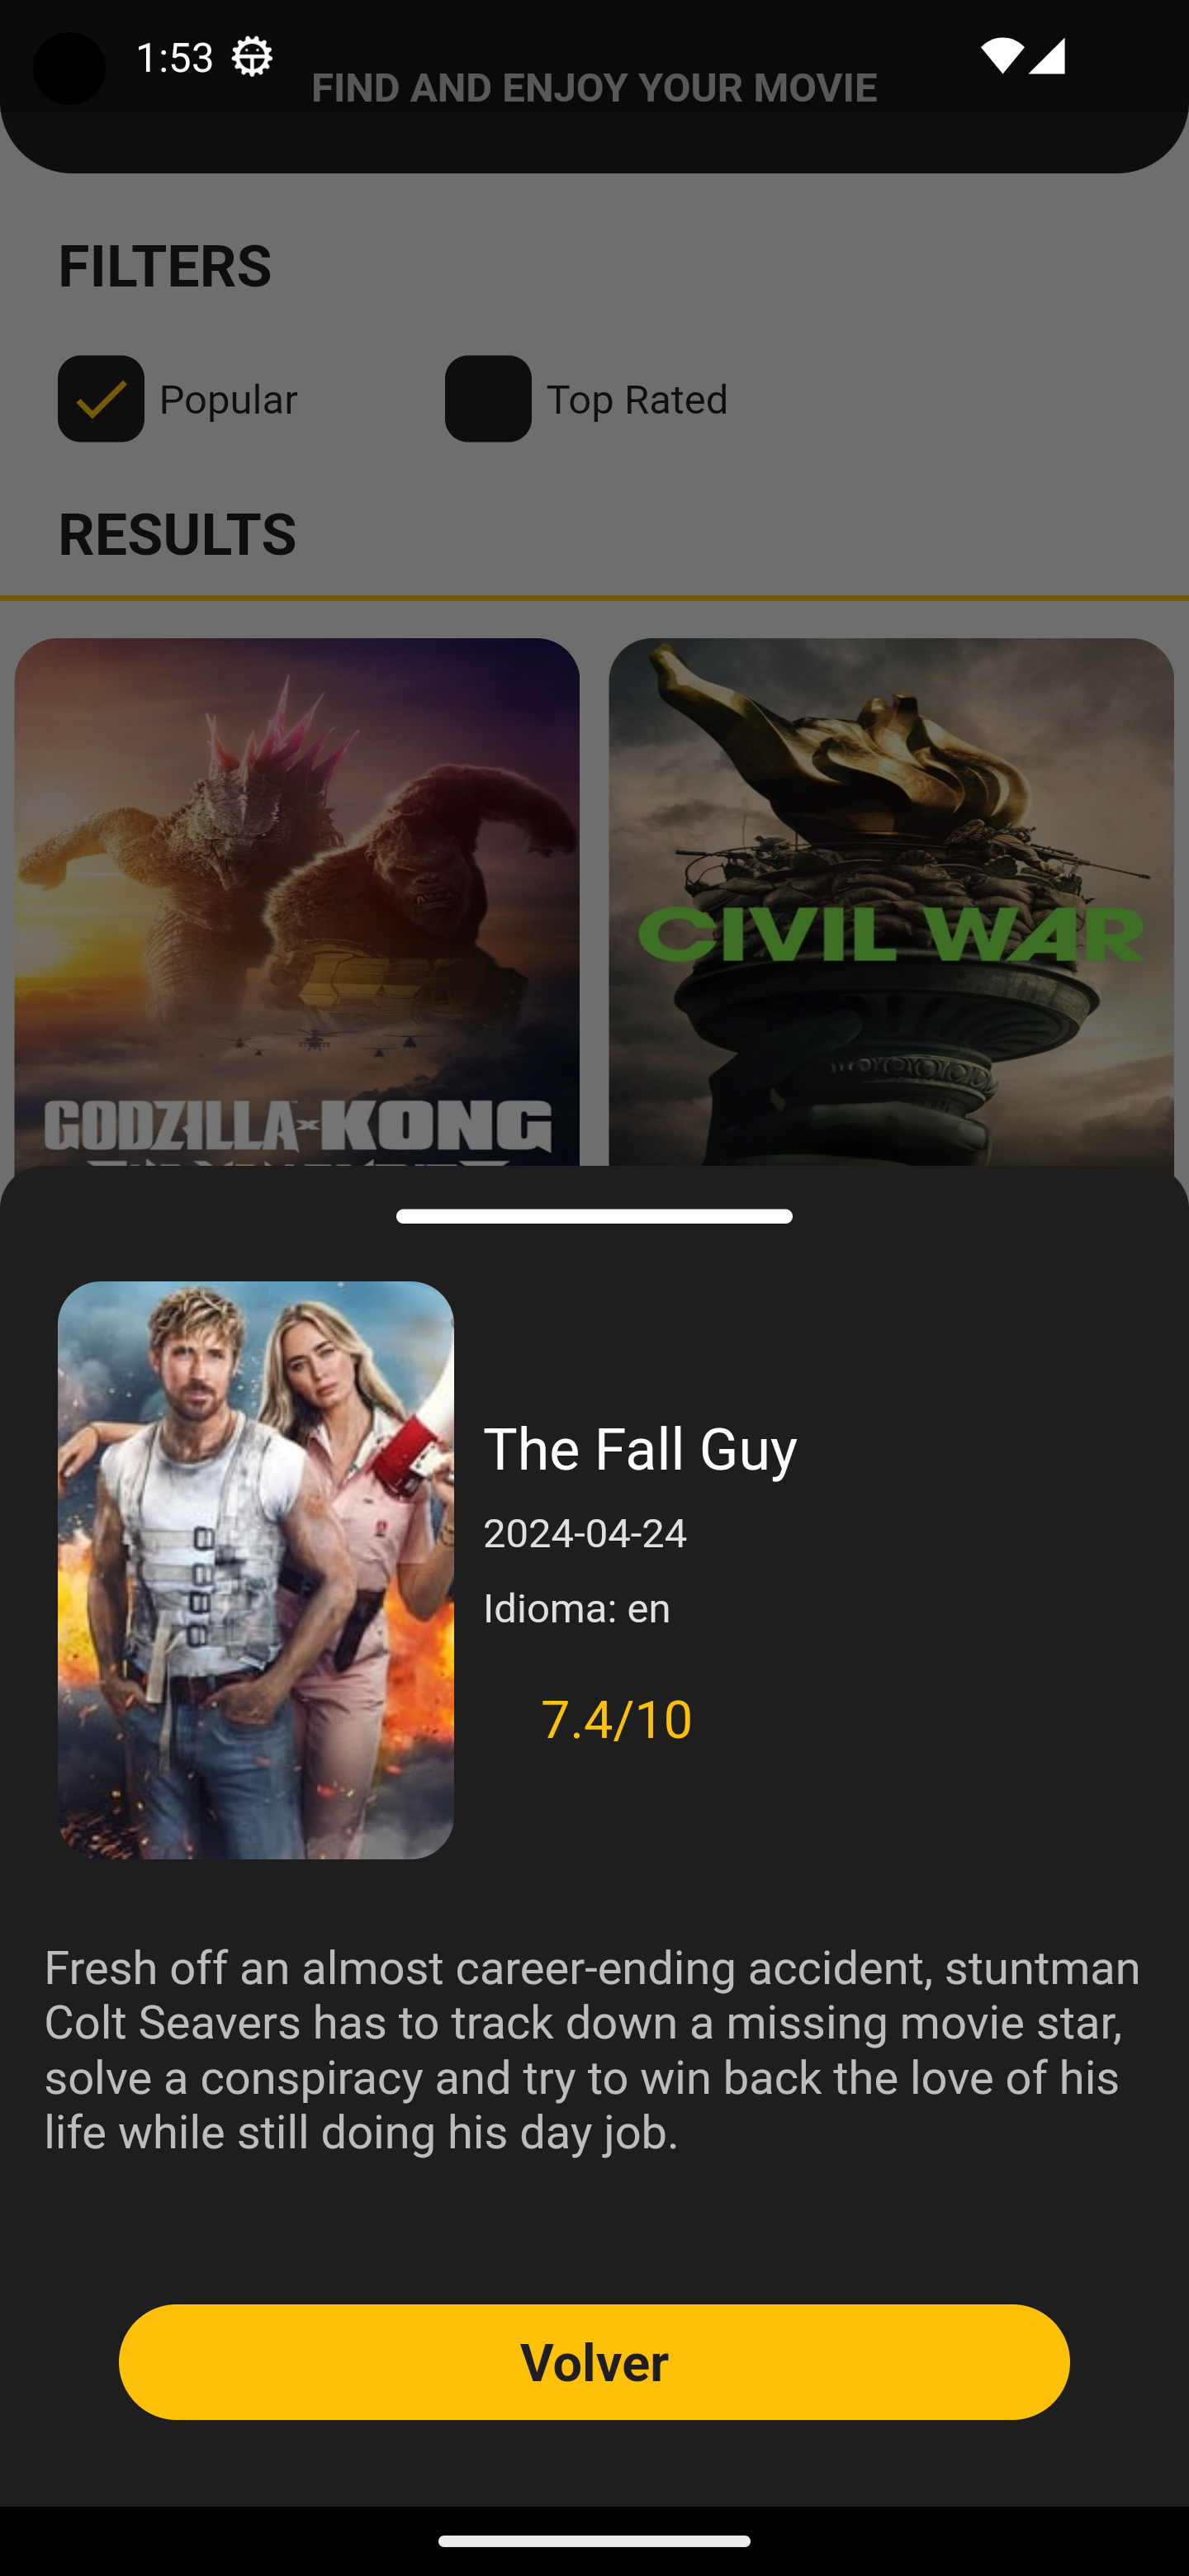 1:53
FIND AND ENJOY YOUR MOVIE
FILTERS
Popular
Top Rated
RESULTS
CIVIL WAR
GODZILLA x KONG
The Fall Guy
2024-04-24
Idioma: en
7.4/10
Fresh off an almost career-ending accident, stuntman
Colt Seavers has to track down a missing movie star,
solve a conspiracy and try to win back the love of his
life while still doing his day job.
Volver